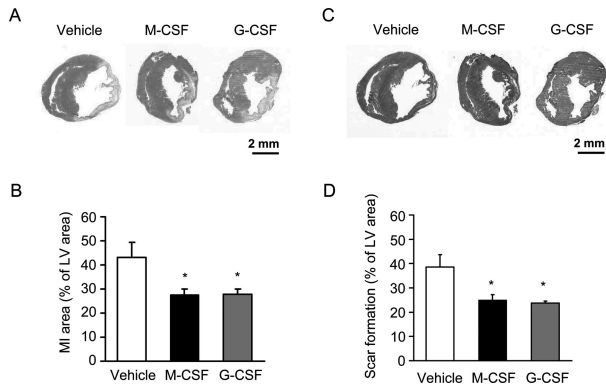 A
Vehicle M-CSF G-CSF
2 mm
B
MI area (% of LV area)
60
50
40
30
20
10
0
* *
Vehicle M-CSF G-CSF
C
Vehicle M-CSF G-CSF
2 mm
D
Scar formation (% of LV area)
60
50
40
30
20
10
0
* *
Vehicle M-CSF G-CSF